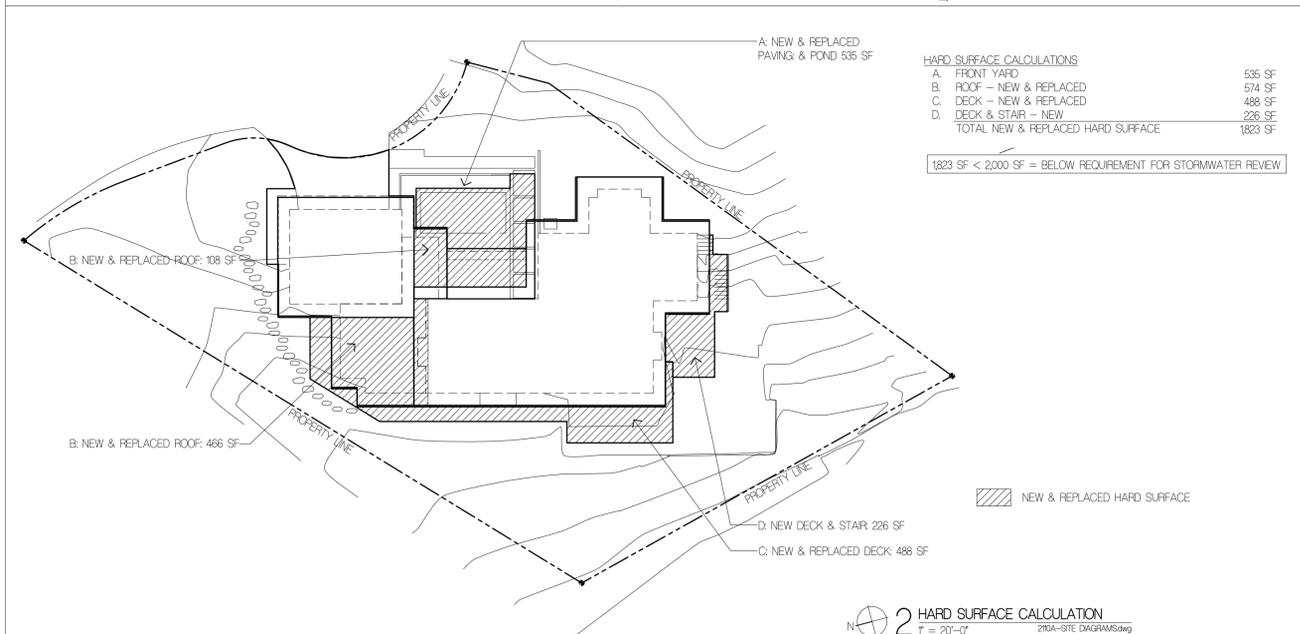 A: NEW & REPLACED
PAVING: & POND 535 SF
PROPERTY LINE
HARD SURFACE CALCULATIONS
A. FRONT YARD 535 SF
B. ROOF - NEW & REPLACED 574 SF
C. DECK - NEW & REPLACED 488 SF
D. DECK & STAIR - NEW 226 SF
TOTAL NEW & REPLACED HARD SURFACE 1,823 SF
1,823 SF < 2,000 SF = BELOW REQUIREMENT FOR STORMWATER REVIEW
PROPERTY LINE
B: NEW & REPLACED ROOF: 108 SF
PROPERTY LINE
B: NEW & REPLACED ROOF: 466 SF
PROPERTY LINE
NEW & REPLACED HARD SURFACE
D: NEW DECK & STAIR: 226 SF
C: NEW & REPLACED DECK: 488 SF
N
2 HARD SURFACE CALCULATION
1" = 20'-0" 2110A-SITE DIAGRAMS.dwg